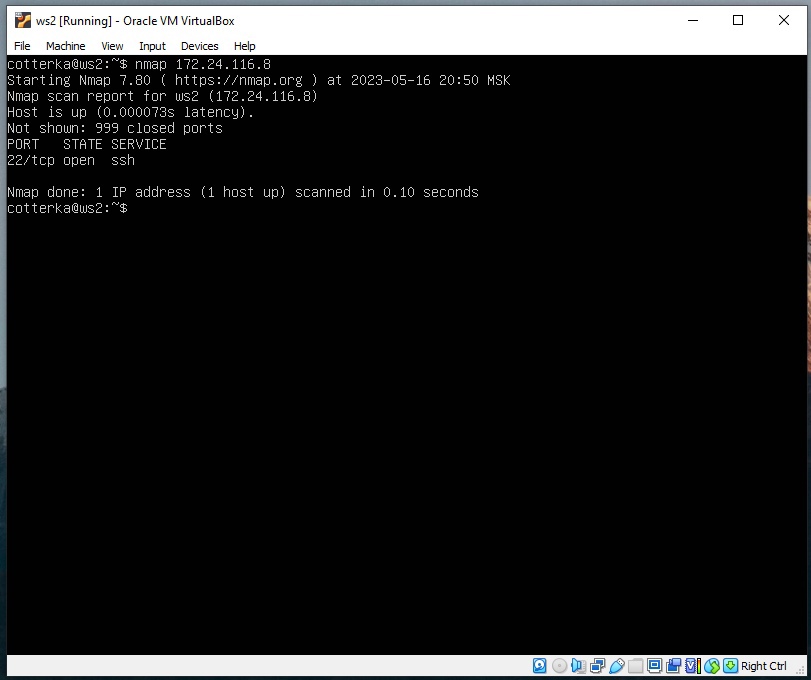 ws2 [Running] - Oracle VM VirtualBox
File Machine View Input Devices Help
cotterka@ws2:~$ nmap 172.24.116.8
Starting Nmap 7.80 ( https://nmap.org ) at 2023-05-16 20:50 MSK
Nmap scan report for ws2 (172.24.116.8)
Host is up (0.000073s latency).
Not shown: 999 closed ports
PORT   STATE SERVICE
22/tcp open  ssh
Nmap done: 1 IP address (1 host up) scanned in 0.10 seconds
cotterka@ws2:~$
Right Ctrl